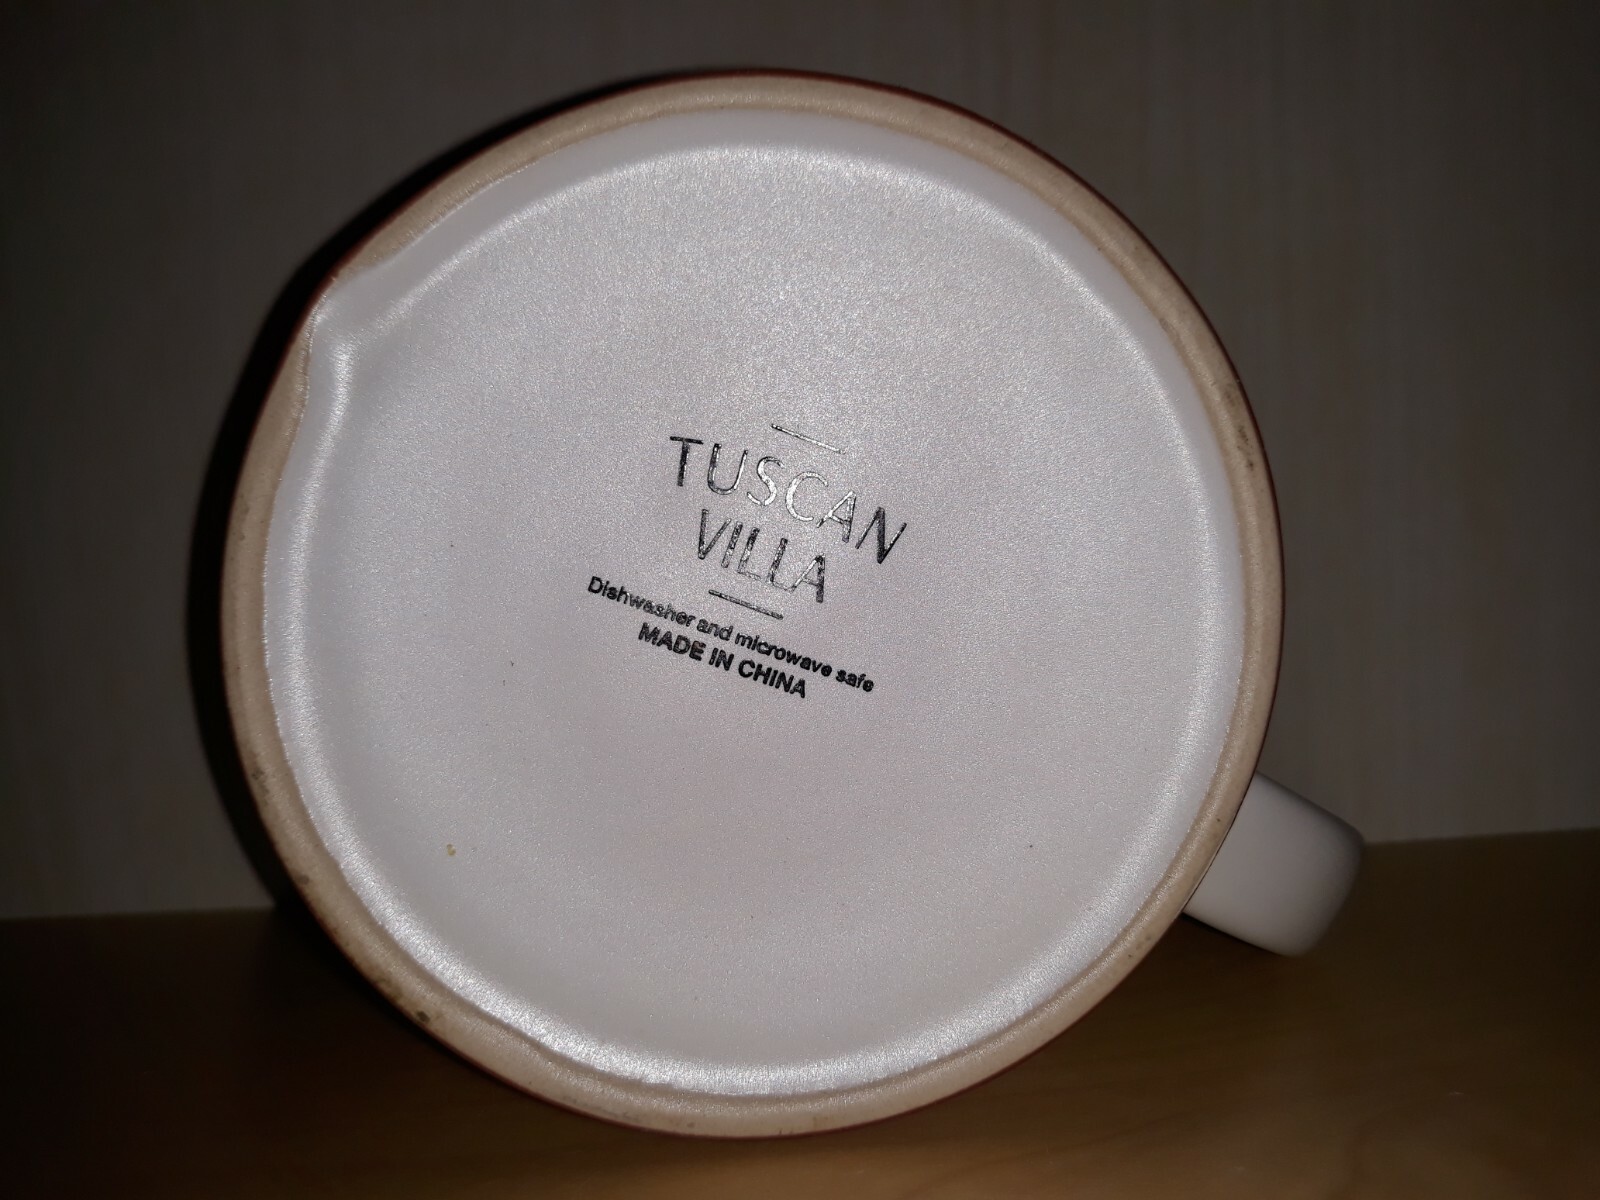 TUSCAN
VILLA
Dishwasher and microwave safe
MADE IN CHINA